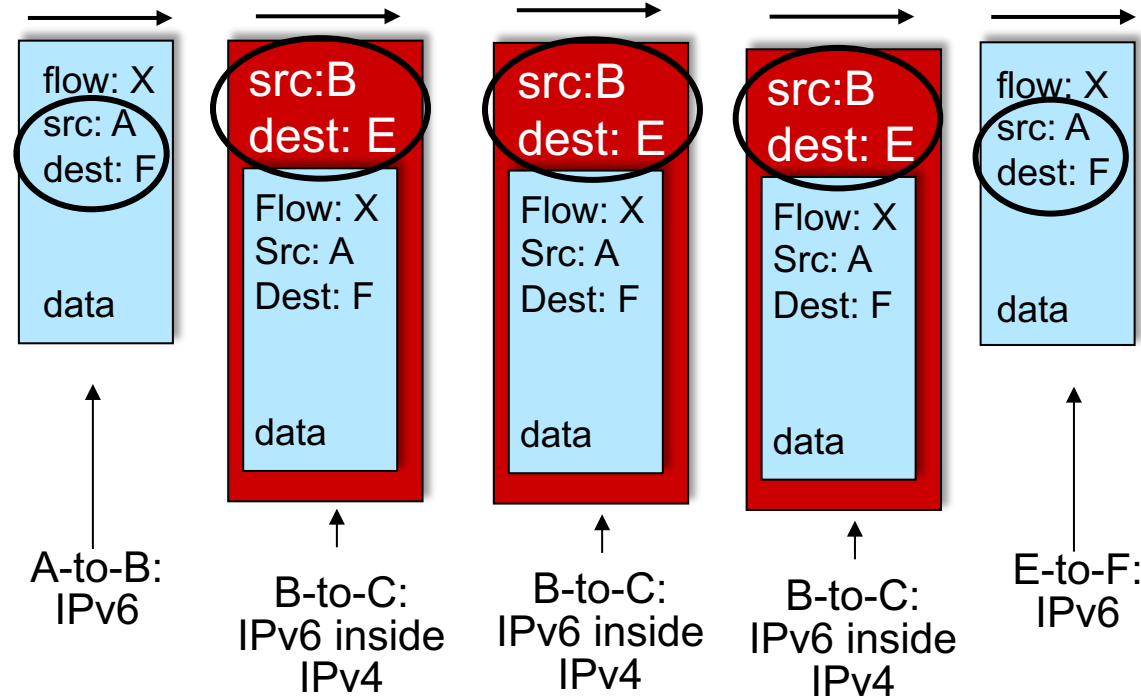 flow: X
src: A
dest: F
data
A-to-B:
IPv6
src:B
dest: E
Flow: X
Src: A
Dest: F
data
B-to-C:
IPv6 inside
IPv4
src:B
dest: E
Flow: X
Src: A
Dest: F
data
B-to-C:
IPv6 inside
IPv4
src:B
dest: E
Flow: X
Src: A
Dest: F
data
B-to-C:
IPv6 inside
IPv4
flow: X
src: A
dest: F
data
E-to-F:
IPv6